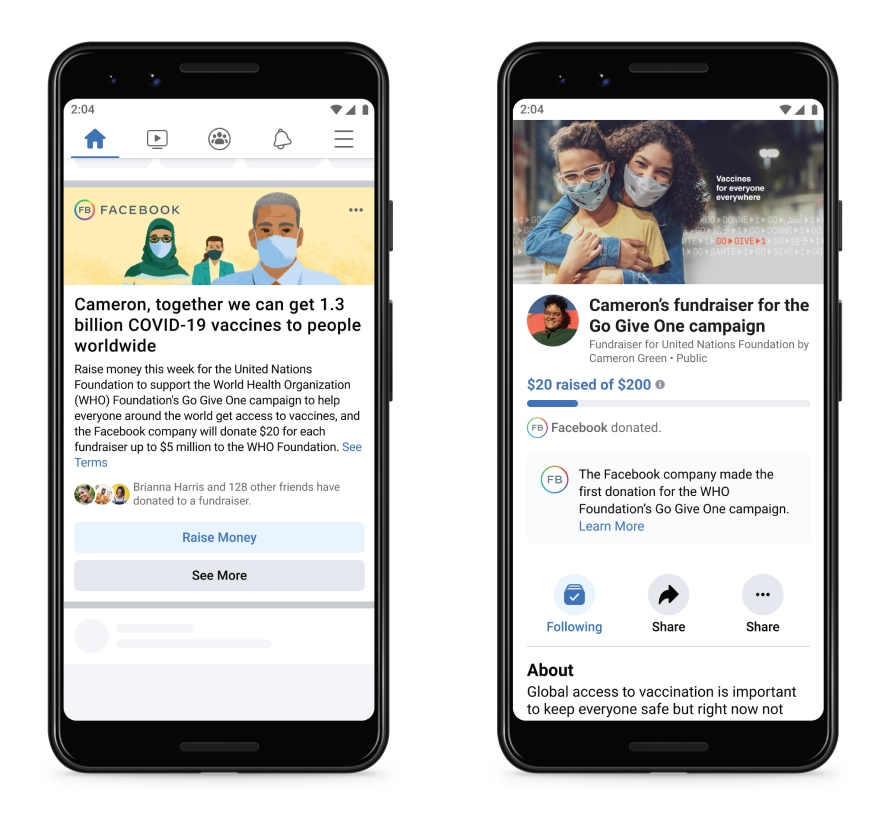 2:04
FB FACEBOOK
Cameron, together we can get 1.3
billion COVID-19 vaccines to people
worldwide
Raise money this week for the United Nations
Foundation to support the World Health Organization
(WHO) Foundation's Go Give One campaign to help
everyone around the world get access to vaccines, and
the Facebook company will donate $20 for each
fundraiser up to $5 million to the WHO Foundation. See
Terms
Brianna Harris and 128 other friends have
donated to a fundraiser.
Raise Money
See More
2:04
Vaccines
for everyone
everywhere
GO▸GIVE▸1
Cameron's fundraiser for the
Go Give One campaign
Fundraiser for United Nations Foundation by
Cameron Green • Public
$20 raised of $200
FB Facebook donated.
FB
The Facebook company made the
first donation for the WHO
Foundation's Go Give One campaign.
Learn More
Following
Share
Share
About
Global access to vaccination is important
to keep everyone safe but right now not